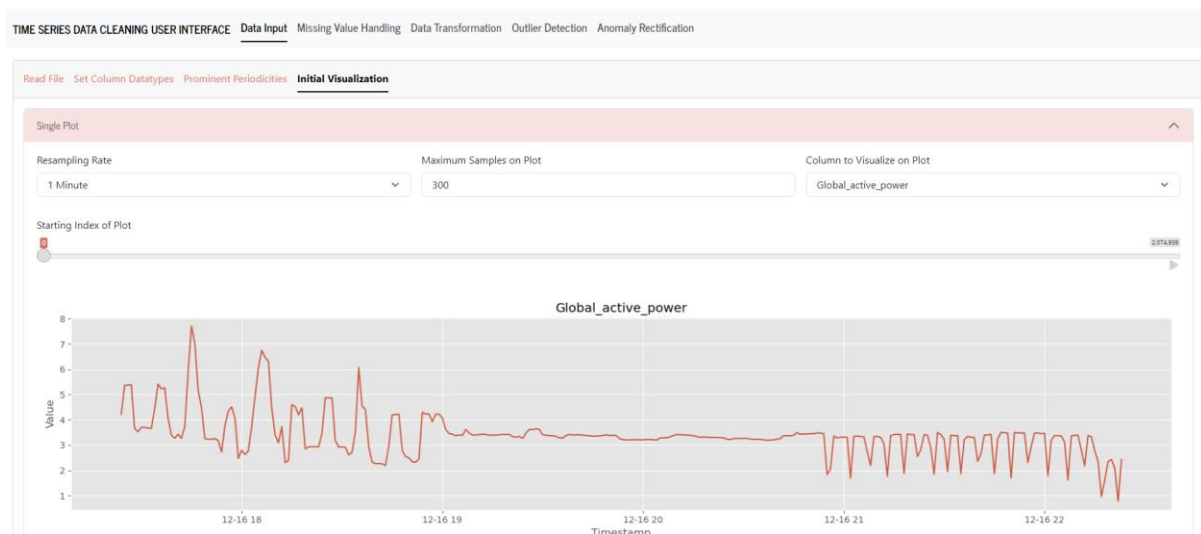 TIME SERIES DATA CLEANING USER INTERFACE Data Input Missing Value Handling Data Transformation Outlier Detection Anomaly Rectification
Read File Set Column Datatypes Prominent Periodicities Initial Visualization
Single Plot
Resampling Rate Maximum Samples on Plot Column to Visualize on Plot
1 Minute 300 Global_active_power
Starting Index of Plot
0 2,074,959
Global_active_power
8
7
6
5
4
3
2
1
Value
12-16 18 12-16 19 12-16 20 12-16 21 12-16 22
Timestamp